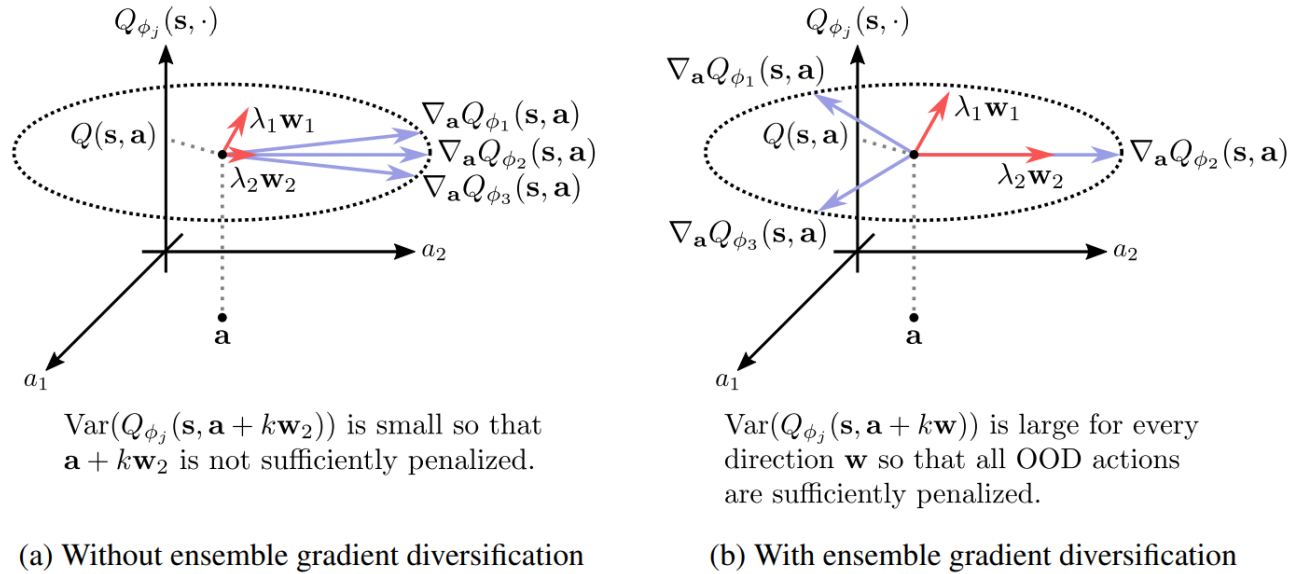 $Q_{\phi_j}(\mathbf{s}, \cdot)$
$Q(\mathbf{s}, \mathbf{a})$
$\lambda_1 \mathbf{w}_1$
$\lambda_2 \mathbf{w}_2$
$\nabla_{\mathbf{a}} Q_{\phi_1}(\mathbf{s}, \mathbf{a})$
$\nabla_{\mathbf{a}} Q_{\phi_2}(\mathbf{s}, \mathbf{a})$
$\nabla_{\mathbf{a}} Q_{\phi_3}(\mathbf{s}, \mathbf{a})$
$a_2$
$\mathbf{a}$
$a_1$
$\mathrm{Var}(Q_{\phi_j}(\mathbf{s}, \mathbf{a} + k\mathbf{w}_2))$ is small so that
$\mathbf{a} + k\mathbf{w}_2$ is not sufficiently penalized.
(a) Without ensemble gradient diversification
$Q_{\phi_j}(\mathbf{s}, \cdot)$
$\nabla_{\mathbf{a}} Q_{\phi_1}(\mathbf{s}, \mathbf{a})$
$\lambda_1 \mathbf{w}_1$
$Q(\mathbf{s}, \mathbf{a})$
$\nabla_{\mathbf{a}} Q_{\phi_2}(\mathbf{s}, \mathbf{a})$
$\lambda_2 \mathbf{w}_2$
$\nabla_{\mathbf{a}} Q_{\phi_3}(\mathbf{s}, \mathbf{a})$
$a_2$
$\mathbf{a}$
$a_1$
$\mathrm{Var}(Q_{\phi_j}(\mathbf{s}, \mathbf{a} + k\mathbf{w}))$ is large for every
direction $\mathbf{w}$ so that all OOD actions
are sufficiently penalized.
(b) With ensemble gradient diversification